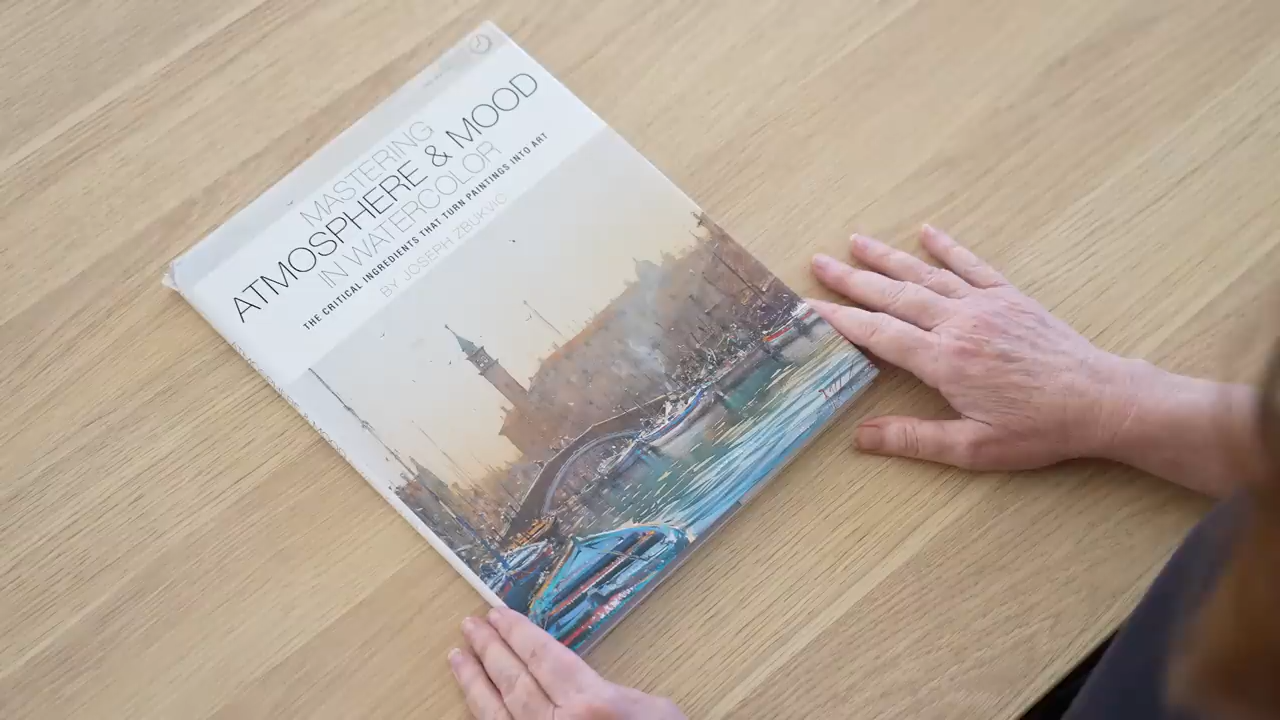 MASTERING
ATMOSPHERE & MOOD
IN WATERCOLOR
THE CRITICAL INGREDIENTS THAT TURN PAINTINGS INTO ART
BY JOSEPH ZBUKVIC